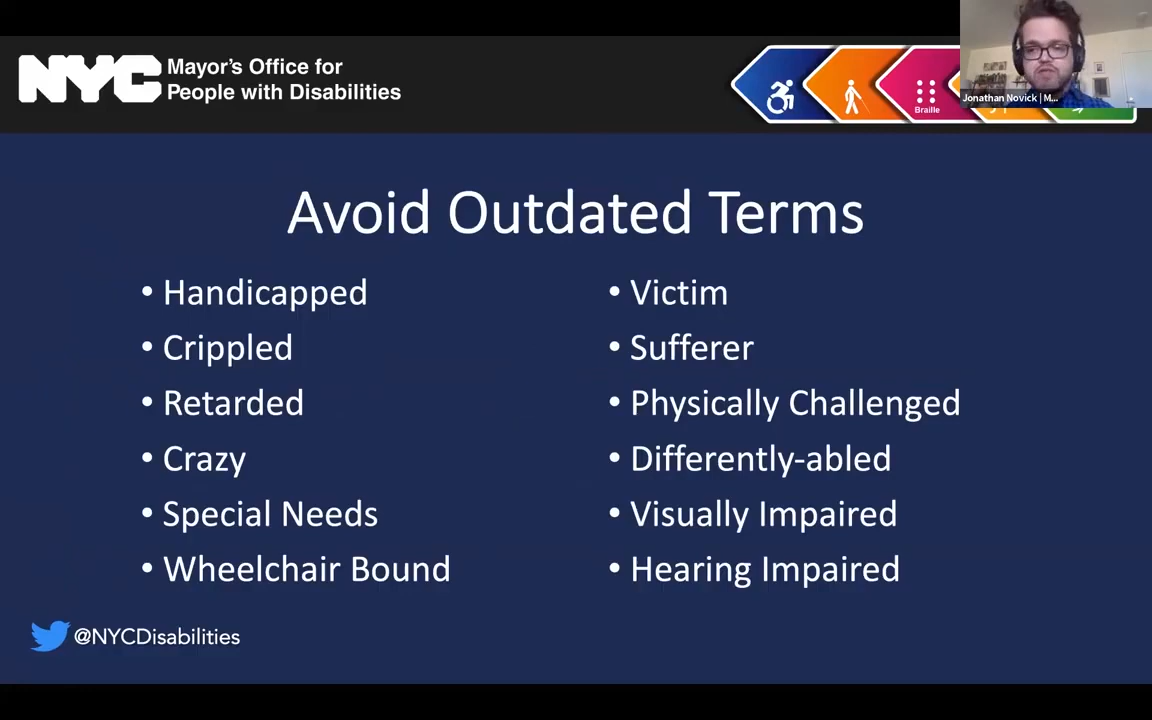 NYC
Mayor's Office for
People with Disabilities
Braille
Jonathan Novick | M...
Avoid Outdated Terms
• Handicapped
• Crippled
• Retarded
• Crazy
• Special Needs
• Wheelchair Bound
• Victim
• Sufferer
• Physically Challenged
• Differently-abled
• Visually Impaired
• Hearing Impaired
@NYCDisabilities